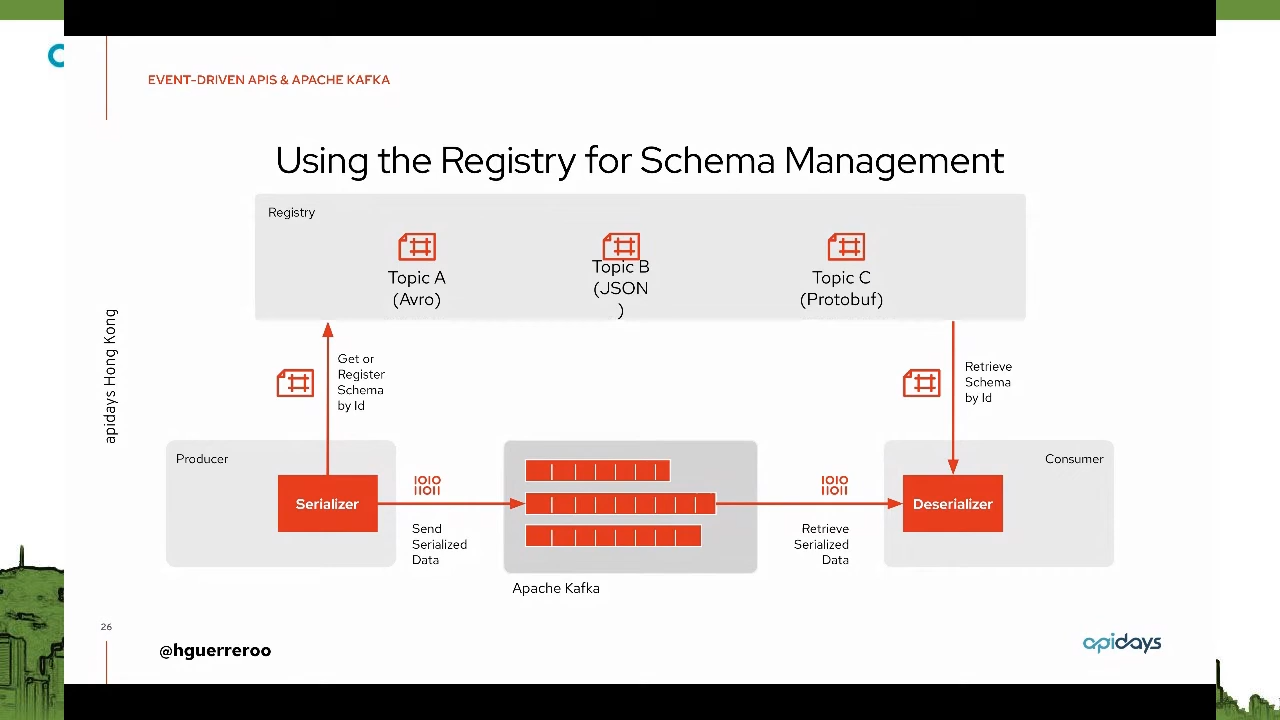 EVENT-DRIVEN APIS & APACHE KAFKA
Using the Registry for Schema Management
Registry
Topic A
(Avro)
Topic B
(JSON
)
Topic C
(Protobuf)
apidays Hong Kong
Get or
Register
Schema
by Id
Retrieve
Schema
by Id
Producer
Serializer
1010
11011
Send
Serialized
Data
Apache Kafka
1010
11011
Retrieve
Serialized
Data
Consumer
Deserializer
26
@hguerreroo
apidays